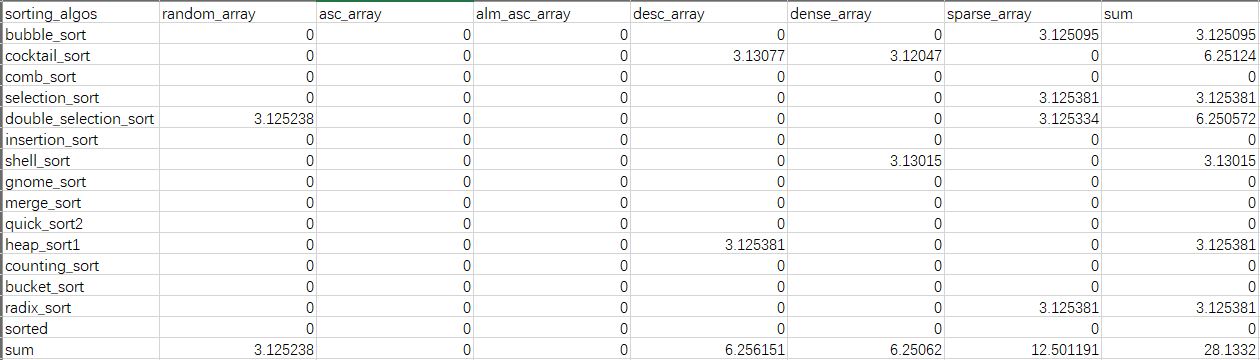 sorting_algos random_array asc_array alm_asc_array desc_array dense_array sparse_array sum
bubble_sort 0 0 0 0 0 3.125095 3.125095
cocktail_sort 0 0 0 3.13077 3.12047 0 6.25124
comb_sort 0 0 0 0 0 0 0
selection_sort 0 0 0 0 0 3.125381 3.125381
double_selection_sort 3.125238 0 0 0 0 3.125334 6.250572
insertion_sort 0 0 0 0 0 0 0
shell_sort 0 0 0 0 3.13015 0 3.13015
gnome_sort 0 0 0 0 0 0 0
merge_sort 0 0 0 0 0 0 0
quick_sort2 0 0 0 0 0 0 0
heap_sort1 0 0 0 3.125381 0 0 3.125381
counting_sort 0 0 0 0 0 0 0
bucket_sort 0 0 0 0 0 0 0
radix_sort 0 0 0 0 0 3.125381 3.125381
sorted 0 0 0 0 0 0 0
sum 3.125238 0 0 6.256151 6.25062 12.501191 28.1332